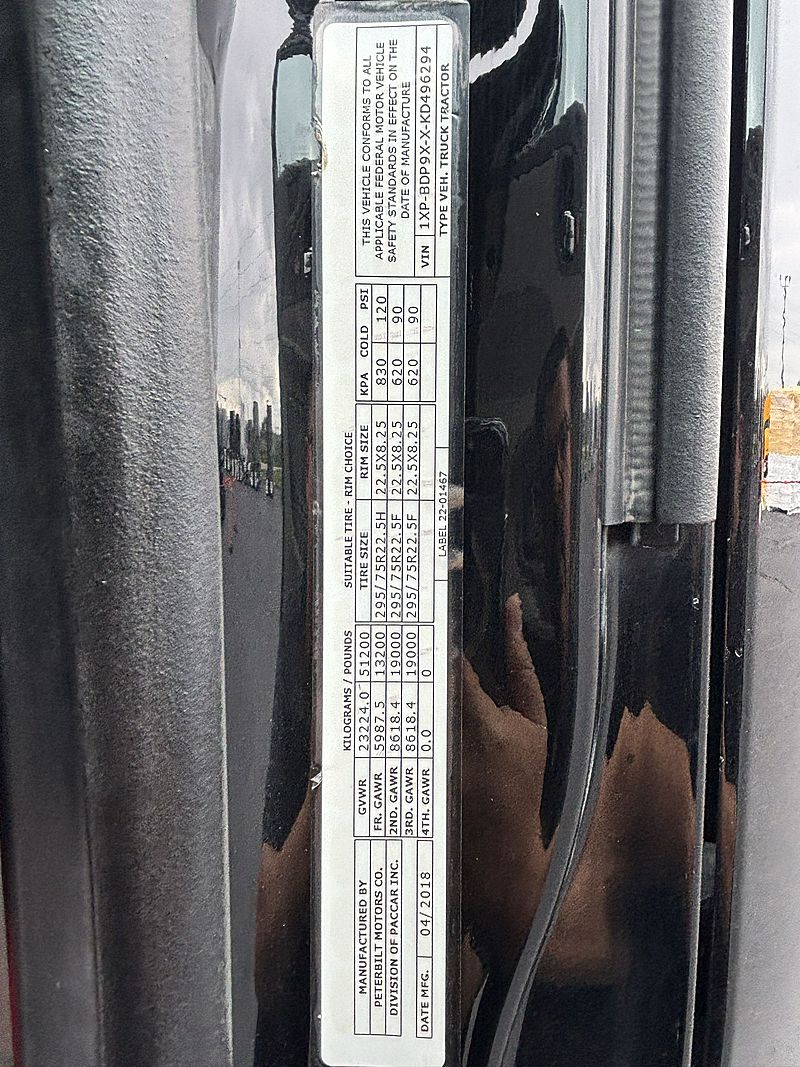 MANUFACTURED BY
PETERBILT MOTORS CO.
DIVISION OF PACCAR INC.
DATE MFG. 04/2018
KILOGRAMS / POUNDS
GVWR 23224.0 51200
FR. GAWR 5987.5 13200
2ND. GAWR 8618.4 19000
3RD. GAWR 8618.4 19000
4TH. GAWR 0.0 0
SUITABLE TIRE - RIM CHOICE
TIRE SIZE RIM SIZE KPA COLD PSI
295/75R22.5H 22.5X8.25 830 120
295/75R22.5F 22.5X8.25 620 90
295/75R22.5F 22.5X8.25 620 90
LABEL 22-01467
THIS VEHICLE CONFORMS TO ALL
APPLICABLE FEDERAL MOTOR VEHICLE
SAFETY STANDARDS IN EFFECT ON THE
DATE OF MANUFACTURE
VIN 1XP-BDP9X-X-KD496294
TYPE VEH. TRUCK TRACTOR